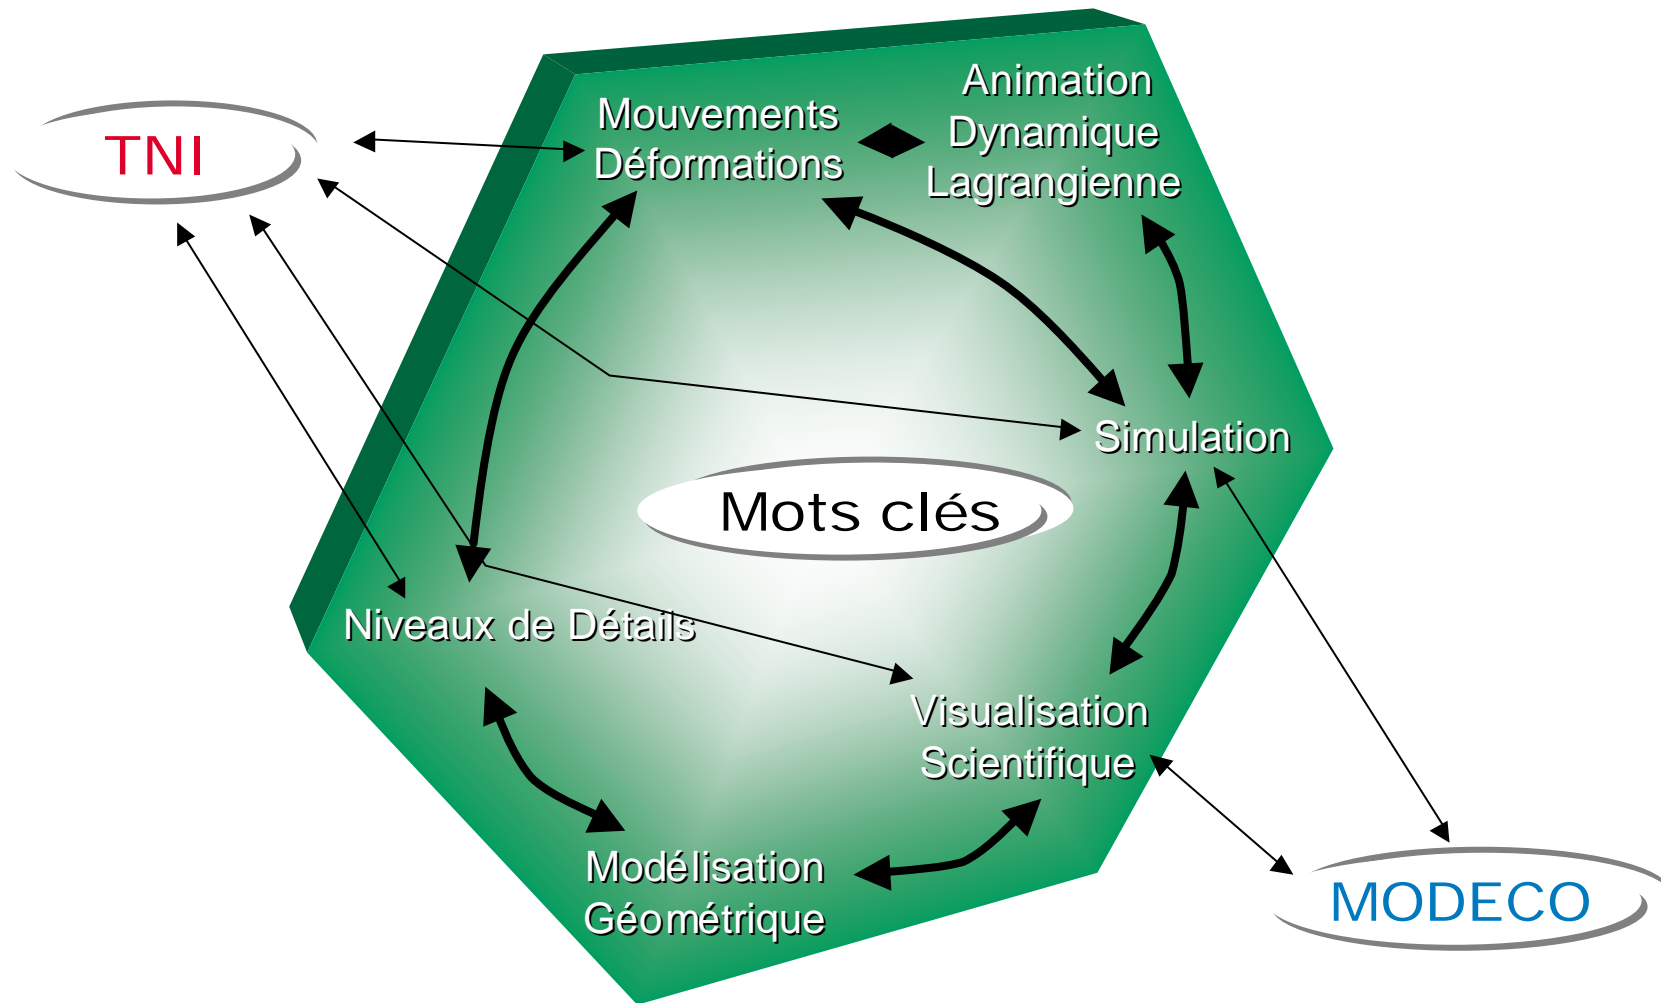 Animation
Dynamique
Lagrangienne
Mouvements
Déformations
TNI
Simulation
Mots clés
Niveaux de Détails
Visualisation
Scientifique
Modélisation
Géométrique
MODECO